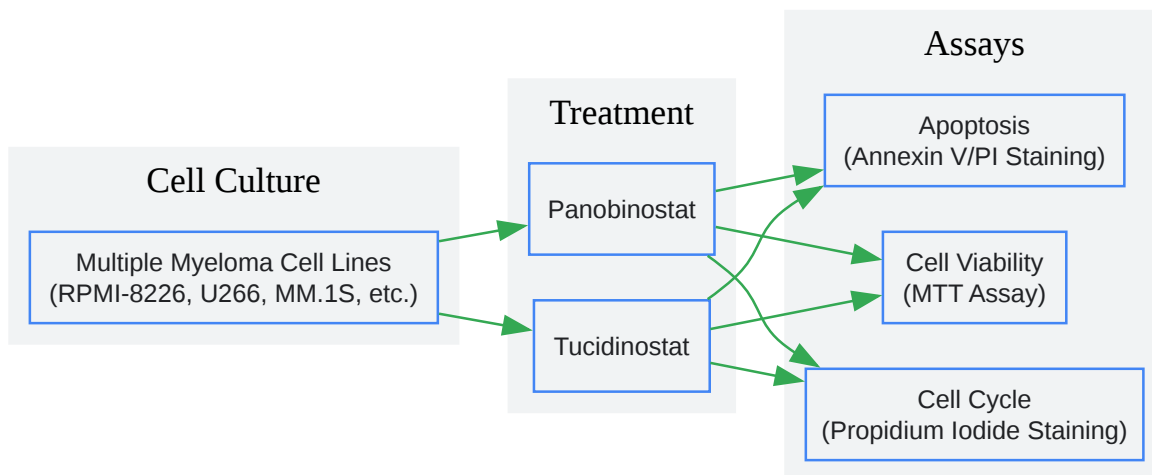 Cell Culture
Multiple Myeloma Cell Lines
(RPMI-8226, U266, MM.1S, etc.)
Treatment
Panobinostat
Tucidinostat
Assays
Apoptosis
(Annexin V/PI Staining)
Cell Viability
(MTT Assay)
Cell Cycle
(Propidium Iodide Staining)